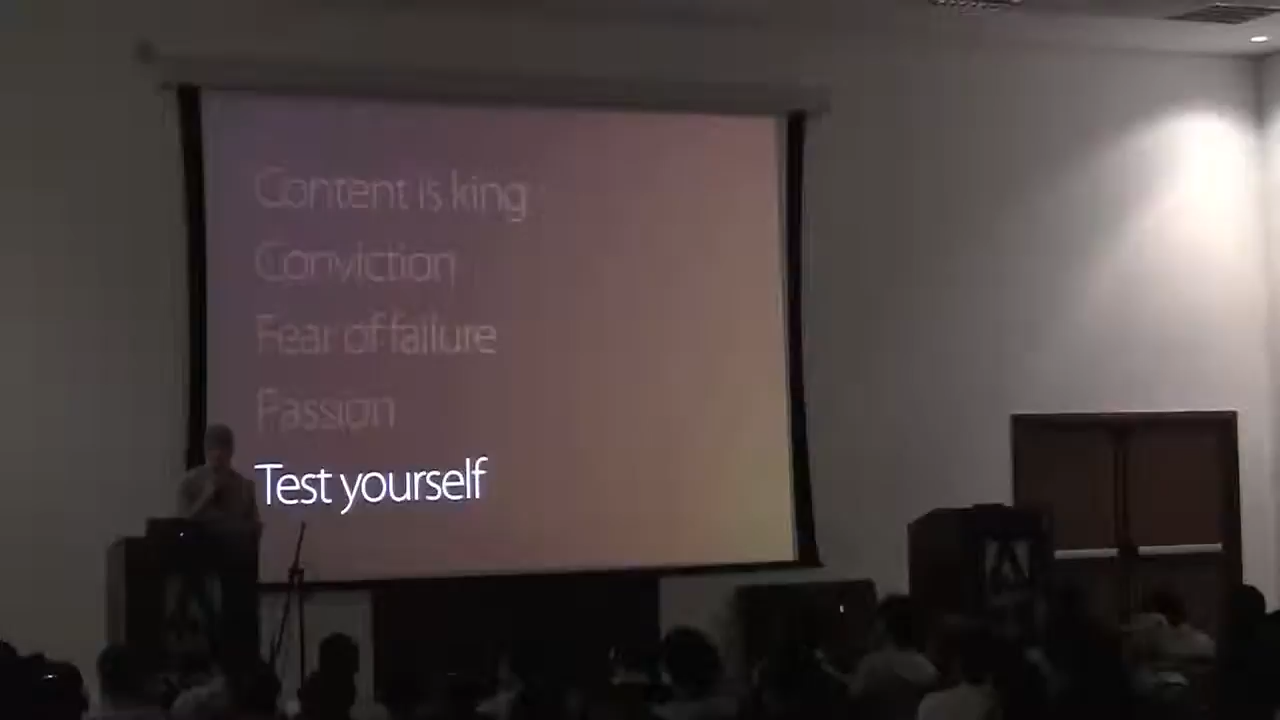 Content is king
Conviction
Fear of failure
Passion
Test yourself